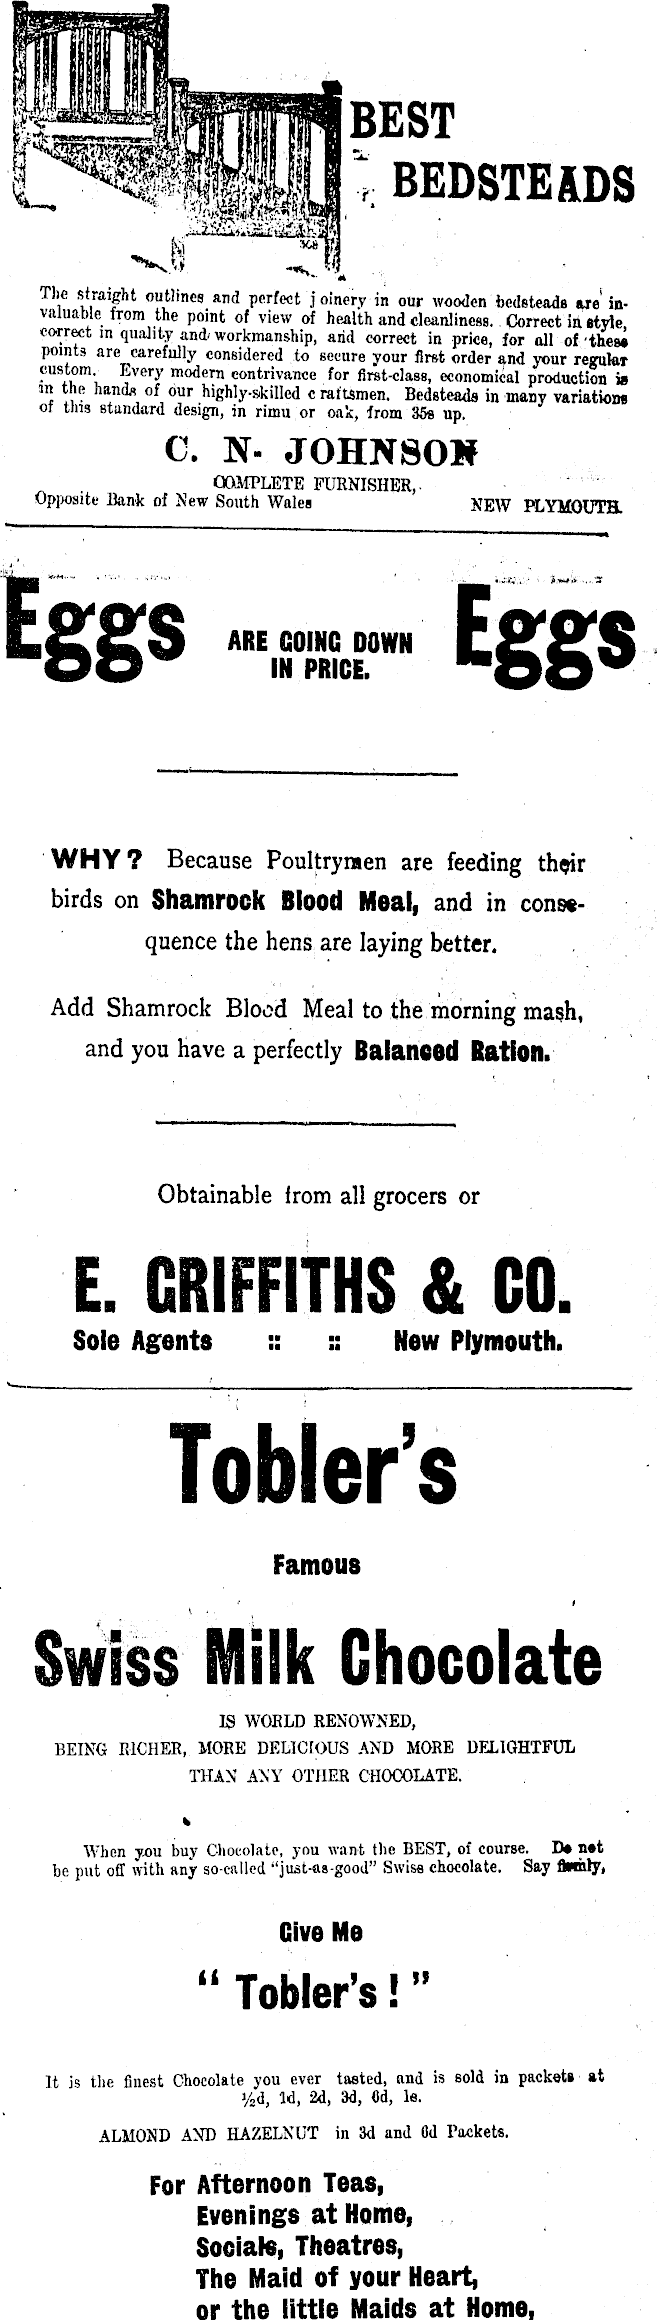 BEST
BEDSTEADS
368
The straight outlines and perfect joinery in our wooden bedsteads are in-
valuable from the point of view of health and cleanliness. Correct in style,
correct in quality and workmanship, and correct in price, for all of these
points are carefully considered to secure your first order and your regular
custom. Every modern contrivance for first-class, economical production is
in the hands of our highly-skilled craftsmen. Bedsteads in many variations
of this standard design, in rimu or oak, from 35s up.
C. N. JOHNSON
COMPLETE FURNISHER,
Opposite Bank of New South Wales NEW PLYMOUTH.
Eggs ARE GOING DOWN Eggs
IN PRICE.
WHY? Because Poultrymen are feeding their
birds on Shamrock Blood Meal, and in conse-
quence the hens are laying better.
Add Shamrock Blood Meal to the morning mash,
and you have a perfectly Balanced Ration.
Obtainable from all grocers or
E. GRIFFITHS & CO.
Sole Agents :: :: New Plymouth.
Tobler's
Famous
Swiss Milk Chocolate
IS WORLD RENOWNED,
BEING RICHER, MORE DELICIOUS AND MORE DELIGHTFUL
THAN ANY OTHER CHOCOLATE.
When you buy Chocolate, you want the BEST, of course. Do not
be put off with any so-called "just-as-good" Swiss chocolate. Say firmly,
Give Me
"Tobler's!"
It is the finest Chocolate you ever tasted, and is sold in packets at
½d, 1d, 2d, 3d, 6d, 1s.
ALMOND AND HAZELNUT in 3d and 6d Packets.
For Afternoon Teas,
Evenings at Home,
Socials, Theatres,
The Maid of your Heart,
or the little Maids at Home,